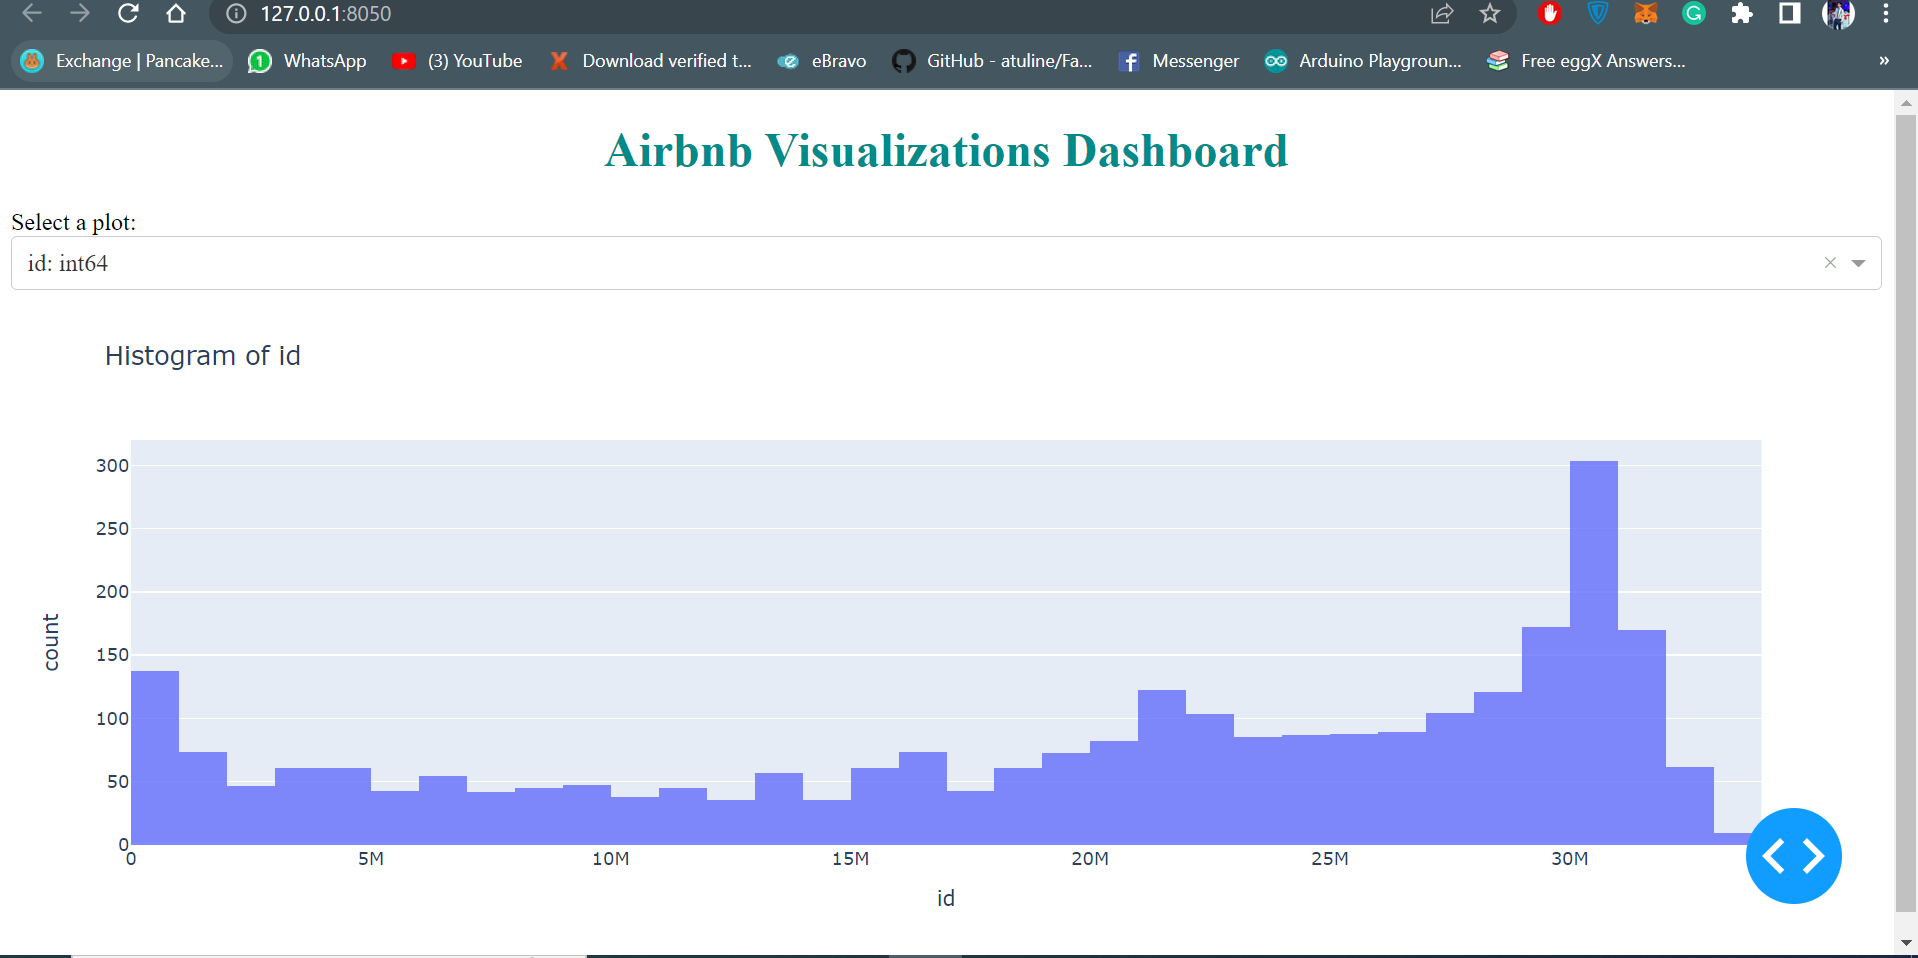 127.0.0.1:8050
Exchange | Pancake... WhatsApp (3) YouTube Download verified t... eBravo GitHub - atuline/Fa... Messenger Arduino Playgroun... Free eggX Answers... »
Airbnb Visualizations Dashboard
Select a plot:
id: int64
Histogram of id
300
250
200
150
100
50
0
count
0 5M 10M 15M 20M 25M 30M
id